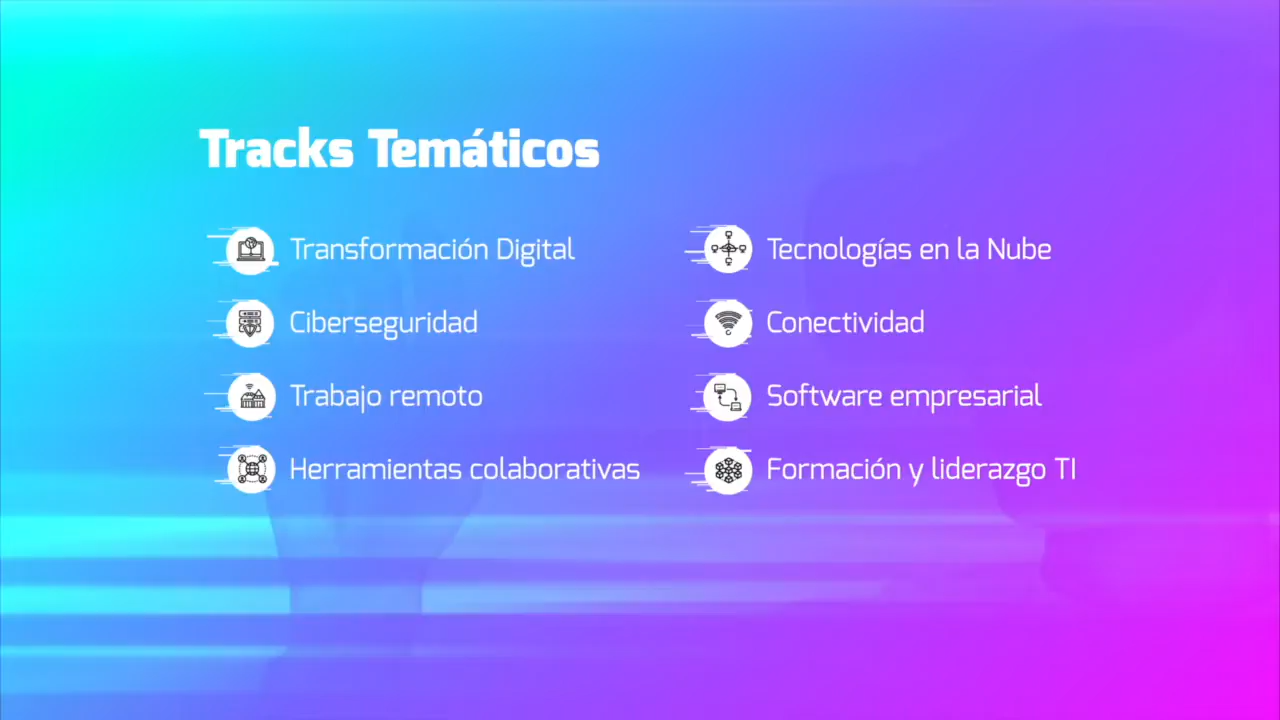 Tracks Temáticos
Transformación Digital
Ciberseguridad
Trabajo remoto
Herramientas colaborativas
Tecnologías en la Nube
Conectividad
Software empresarial
Formación y liderazgo TI